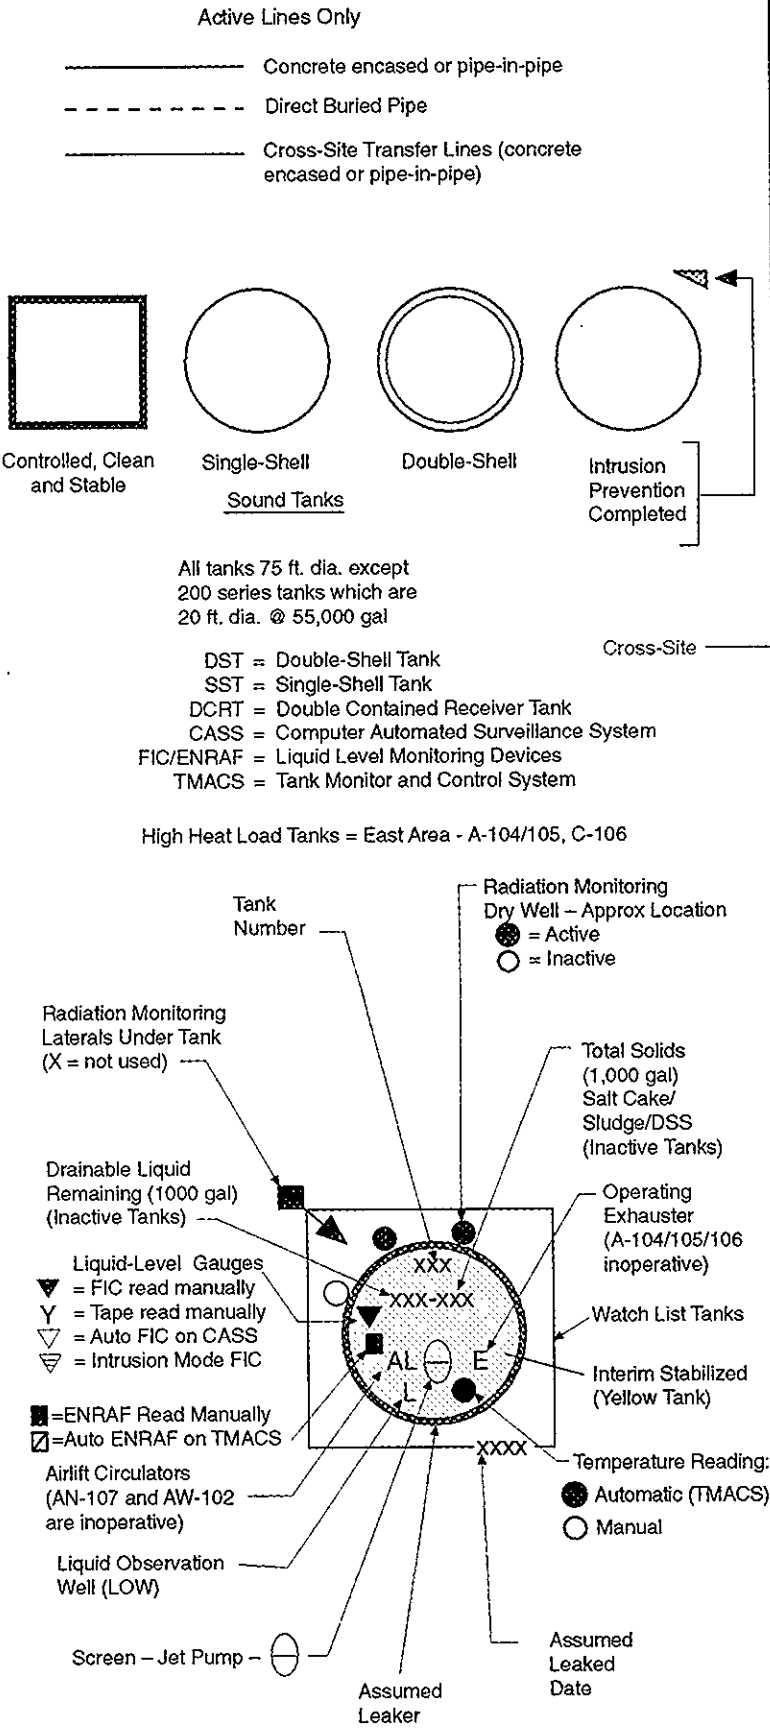 Active Lines Only
Concrete encased or pipe-in-pipe
Direct Buried Pipe
Cross-Site Transfer Lines (concrete
encased or pipe-in-pipe)
Controlled, Clean
and Stable
Single-Shell
Double-Shell
Sound Tanks
Intrusion
Prevention
Completed
All tanks 75 ft. dia. except
200 series tanks which are
20 ft. dia. @ 55,000 gal
Cross-Site
DST = Double-Shell Tank
SST = Single-Shell Tank
DCRT = Double Contained Receiver Tank
CASS = Computer Automated Surveillance System
FIC/ENRAF = Liquid Level Monitoring Devices
TMACS = Tank Monitor and Control System
High Heat Load Tanks = East Area - A-104/105, C-106
Tank
Number
Radiation Monitoring
Dry Well – Approx Location
= Active
= Inactive
Radiation Monitoring
Laterals Under Tank
(X = not used)
Total Solids
(1,000 gal)
Salt Cake/
Sludge/DSS
(Inactive Tanks)
Drainable Liquid
Remaining (1000 gal)
(Inactive Tanks)
Operating
Exhauster
(A-104/105/106
inoperative)
Liquid-Level Gauges
= FIC read manually
Y = Tape read manually
= Auto FIC on CASS
= Intrusion Mode FIC
XXX
XXX-XXX
AL
E
L
XXXX
Watch List Tanks
Interim Stabilized
(Yellow Tank)
=ENRAF Read Manually
=Auto ENRAF on TMACS
Airlift Circulators
(AN-107 and AW-102
are inoperative)
Temperature Reading:
Automatic (TMACS)
Manual
Liquid Observation
Well (LOW)
Screen – Jet Pump -
Assumed
Leaker
Assumed
Leaked
Date